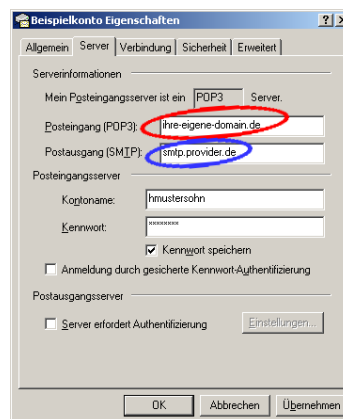 Beispielkonto Eigenschaften
Allgemein Server Verbindung Sicherheit Erweitert
Serverinformationen
Mein Posteingangsserver ist ein POP3 Server.
Posteingang (POP3): ihre-eigene-domain.de
Postausgang (SMTP): smtp.provider.de
Posteingangsserver
Kontoname: hmustersohn
Kennwort: ********
Kennwort speichern
Anmeldung durch gesicherte Kennwort-Authentifizierung
Postausgangsserver
Server erfordert Authentifizierung Einstellungen...
OK Abbrechen Übernehmen